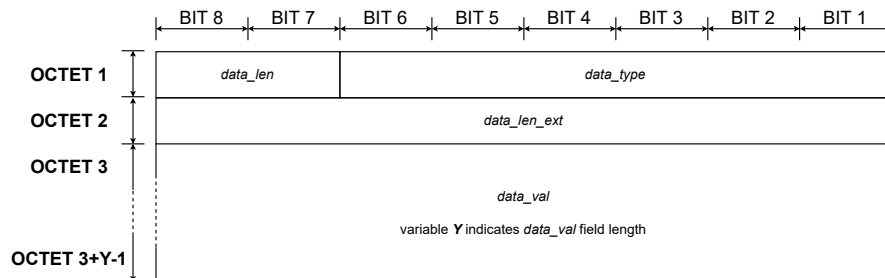 BIT 8 BIT 7 BIT 6 BIT 5 BIT 4 BIT 3 BIT 2 BIT 1
OCTET 1 data_len data_type
OCTET 2 data_len_ext
OCTET 3
data_val
variable Y indicates data_val field length
OCTET 3+Y-1